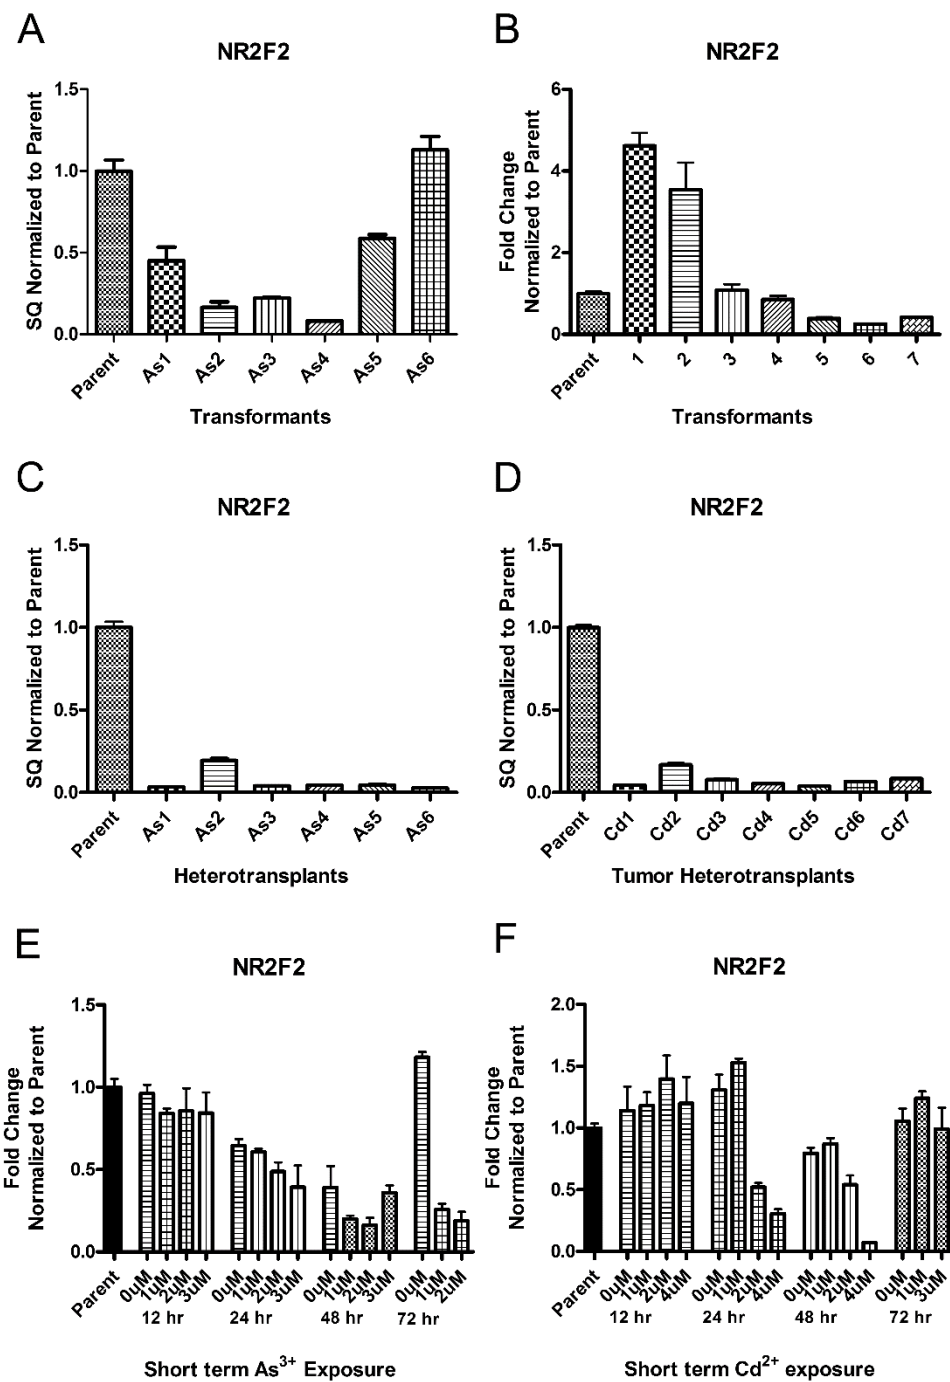 A
NR2F2
SQ Normalized to Parent
1.5
1.0
0.5
0.0
Parent As1 As2 As3 As4 As5 As6
Transformants
B
NR2F2
Fold Change
Normalized to Parent
6
4
2
0
Parent 1 2 3 4 5 6 7
Transformants
C
NR2F2
SQ Normalized to Parent
1.5
1.0
0.5
0.0
Parent As1 As2 As3 As4 As5 As6
Heterotransplants
D
NR2F2
SQ Normalized to Parent
1.5
1.0
0.5
0.0
Parent Cd1 Cd2 Cd3 Cd4 Cd5 Cd6 Cd7
Tumor Heterotransplants
E
NR2F2
Fold Change
Normalized to Parent
1.5
1.0
0.5
0.0
Parent 0uM 1uM 2uM 3uM 0uM 1uM 2uM 3uM 0uM 1uM 2uM 3uM 0uM 1uM 2uM
12 hr 24 hr 48 hr 72 hr
Short term As³⁺ Exposure
F
NR2F2
Fold Change
Normalized to Parent
2.0
1.5
1.0
0.5
0.0
Parent 0uM 1uM 2uM 4uM 0uM 1uM 2uM 4uM 0uM 1uM 2uM 4uM 0uM 1uM 3uM
12 hr 24 hr 48 hr 72 hr
Short term Cd²⁺ exposure